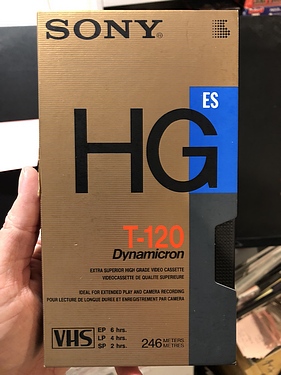 SONY®
ES
HG
T-120
Dynamicron
EXTRA SUPERIOR HIGH GRADE VIDEO CASSETTE
VIDEOCASSETTE DE QUALITE SUPERIEURE
IDEAL FOR EXTENDED PLAY AND CAMERA RECORDING
POUR LECTURE DE LONGUE DUREE ET ENREGISTREMENT PAR CAMERA
VHS
EP 6 hrs.
LP 4 hrs.
SP 2 hrs.
246 METERS
METRES